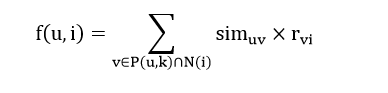 f(u, i) = ∑ sim_uv × r_vi
v∈P(u,k)∩N(i)